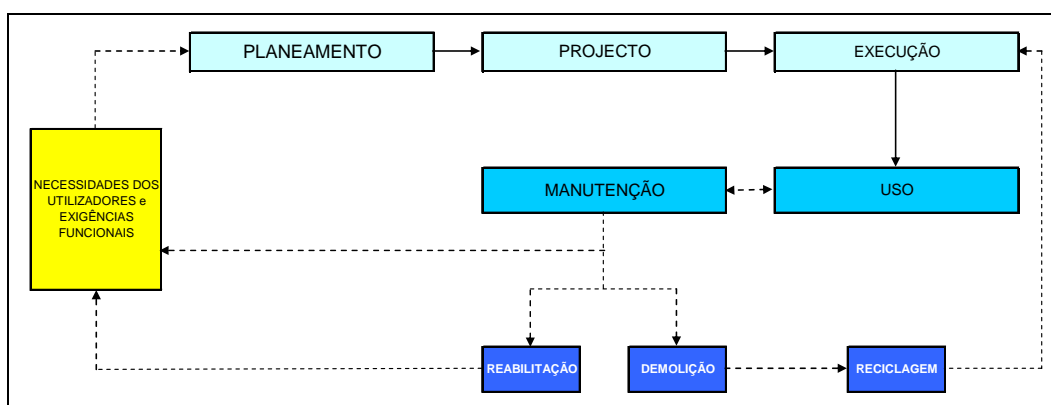 PLANEAMENTO
PROJECTO
EXECUÇÃO
NECESSIDADES DOS
UTILIZADORES e
EXIGÊNCIAS
FUNCIONAIS
MANUTENÇÃO
USO
REABILITAÇÃO
DEMOLIÇÃO
RECICLAGEM